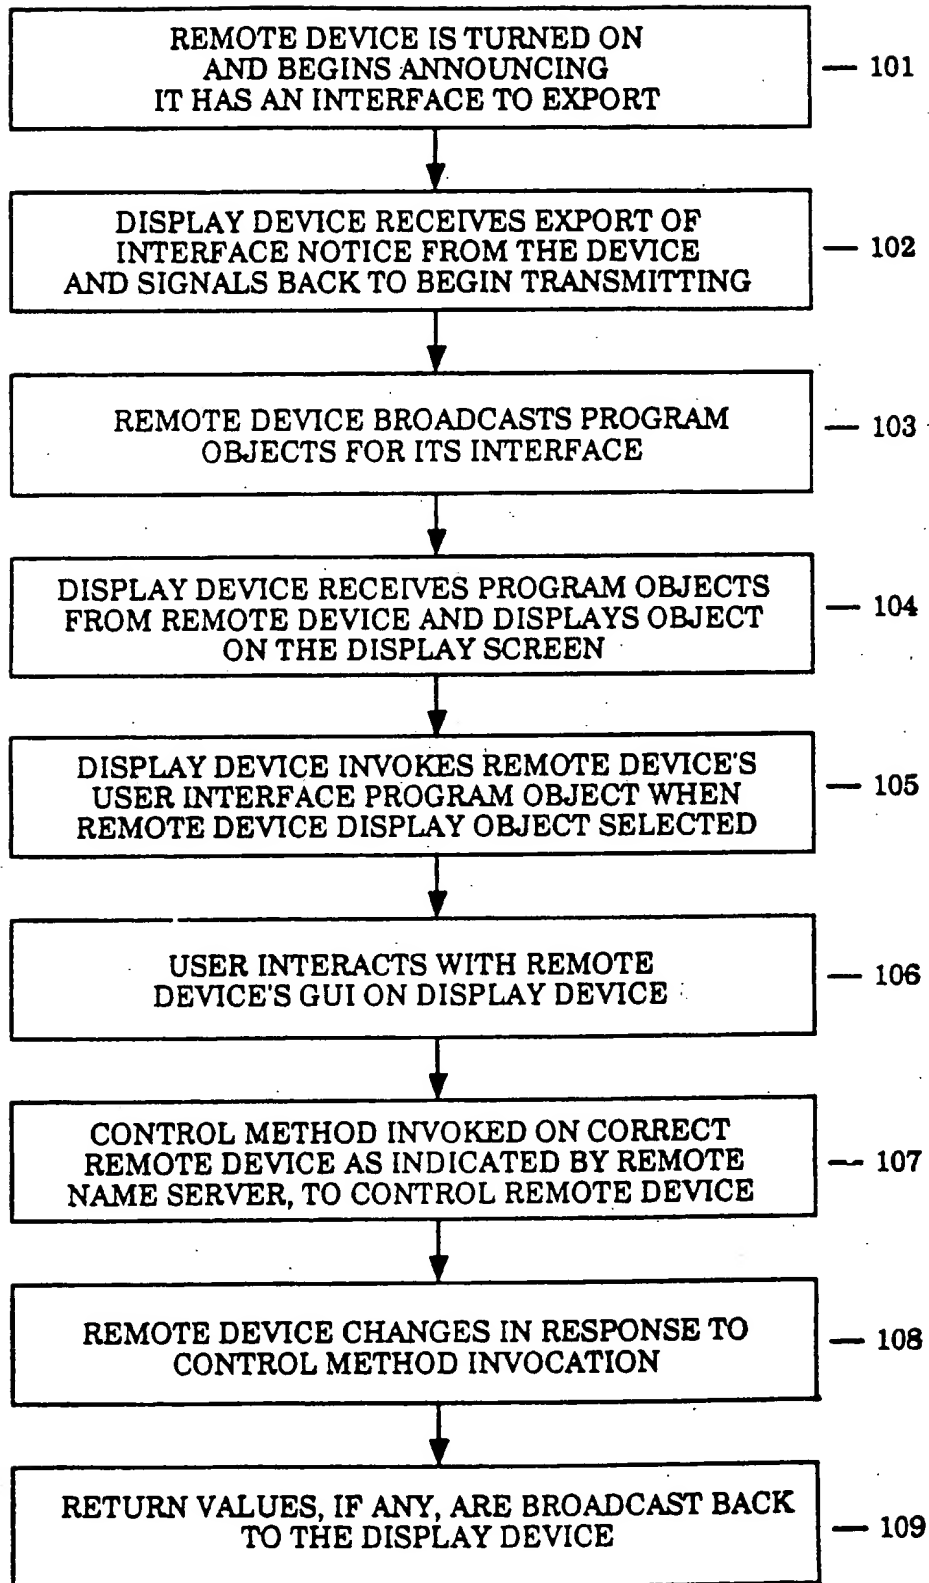 REMOTE DEVICE IS TURNED ON
AND BEGINS ANNOUNCING
IT HAS AN INTERFACE TO EXPORT
101
DISPLAY DEVICE RECEIVES EXPORT OF
INTERFACE NOTICE FROM THE DEVICE
AND SIGNALS BACK TO BEGIN TRANSMITTING
102
REMOTE DEVICE BROADCASTS PROGRAM
OBJECTS FOR ITS INTERFACE
103
DISPLAY DEVICE RECEIVES PROGRAM OBJECTS
FROM REMOTE DEVICE AND DISPLAYS OBJECT
ON THE DISPLAY SCREEN
104
DISPLAY DEVICE INVOKES REMOTE DEVICE'S
USER INTERFACE PROGRAM OBJECT WHEN
REMOTE DEVICE DISPLAY OBJECT SELECTED
105
USER INTERACTS WITH REMOTE
DEVICE'S GUI ON DISPLAY DEVICE
106
CONTROL METHOD INVOKED ON CORRECT
REMOTE DEVICE AS INDICATED BY REMOTE
NAME SERVER, TO CONTROL REMOTE DEVICE
107
REMOTE DEVICE CHANGES IN RESPONSE TO
CONTROL METHOD INVOCATION
108
RETURN VALUES, IF ANY, ARE BROADCAST BACK
TO THE DISPLAY DEVICE
109